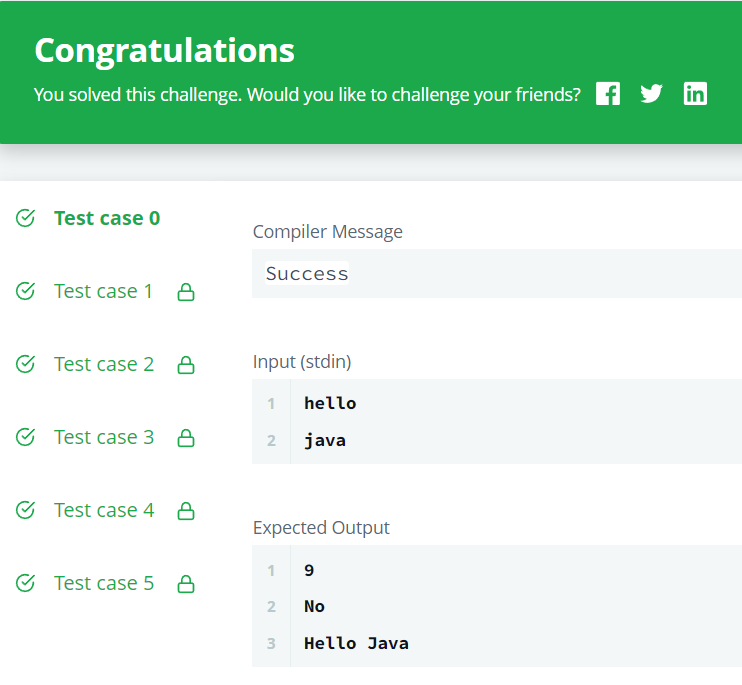 Congratulations
You solved this challenge. Would you like to challenge your friends?
Test case 0
Test case 1
Test case 2
Test case 3
Test case 4
Test case 5
Compiler Message
Success
Input (stdin)
1 hello
2 java
Expected Output
1 9
2 No
3 Hello Java